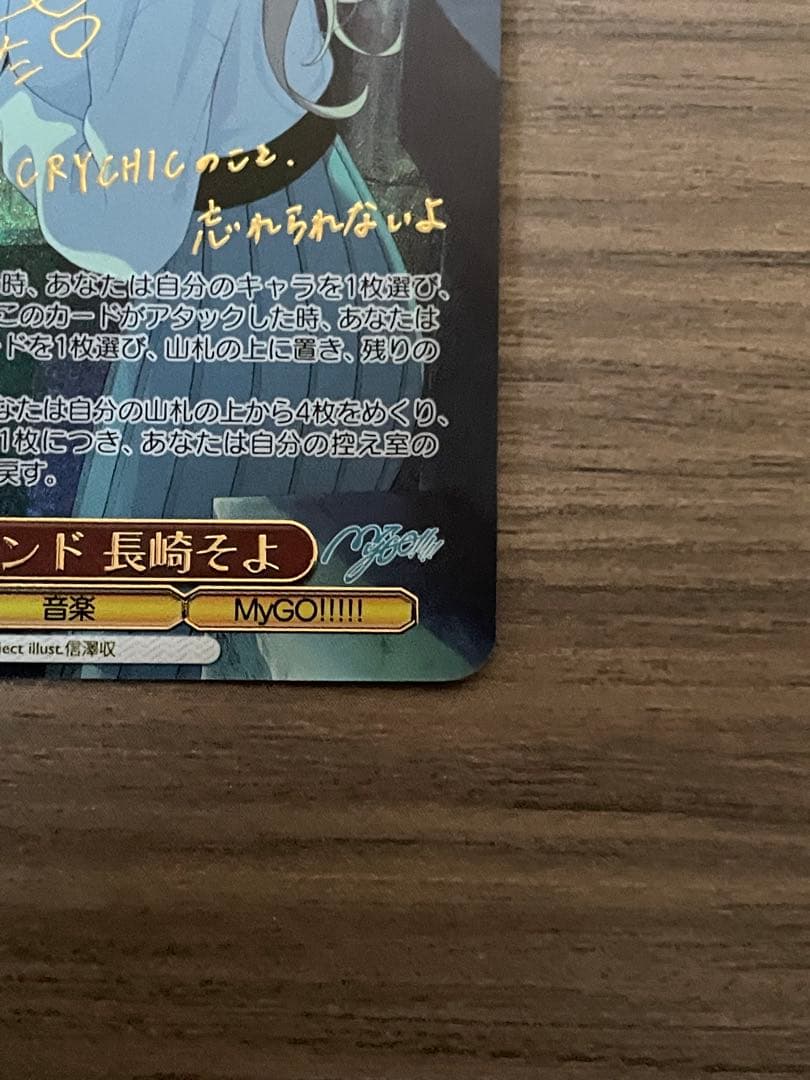 CRYCHICのこと、
忘れられないよ
時、あなたは自分のキャラを1枚選び、
このカードがアタックした時、あなたは
ードを1枚選び、山札の上に置き、残りの
なたは自分の山札の上から4枚をめくり、
1枚につき、あなたは自分の控え室の
戻す。
ンド 長崎そよ
MyGO!!!!!
音楽 MyGO!!!!!
ject illust.信澤収